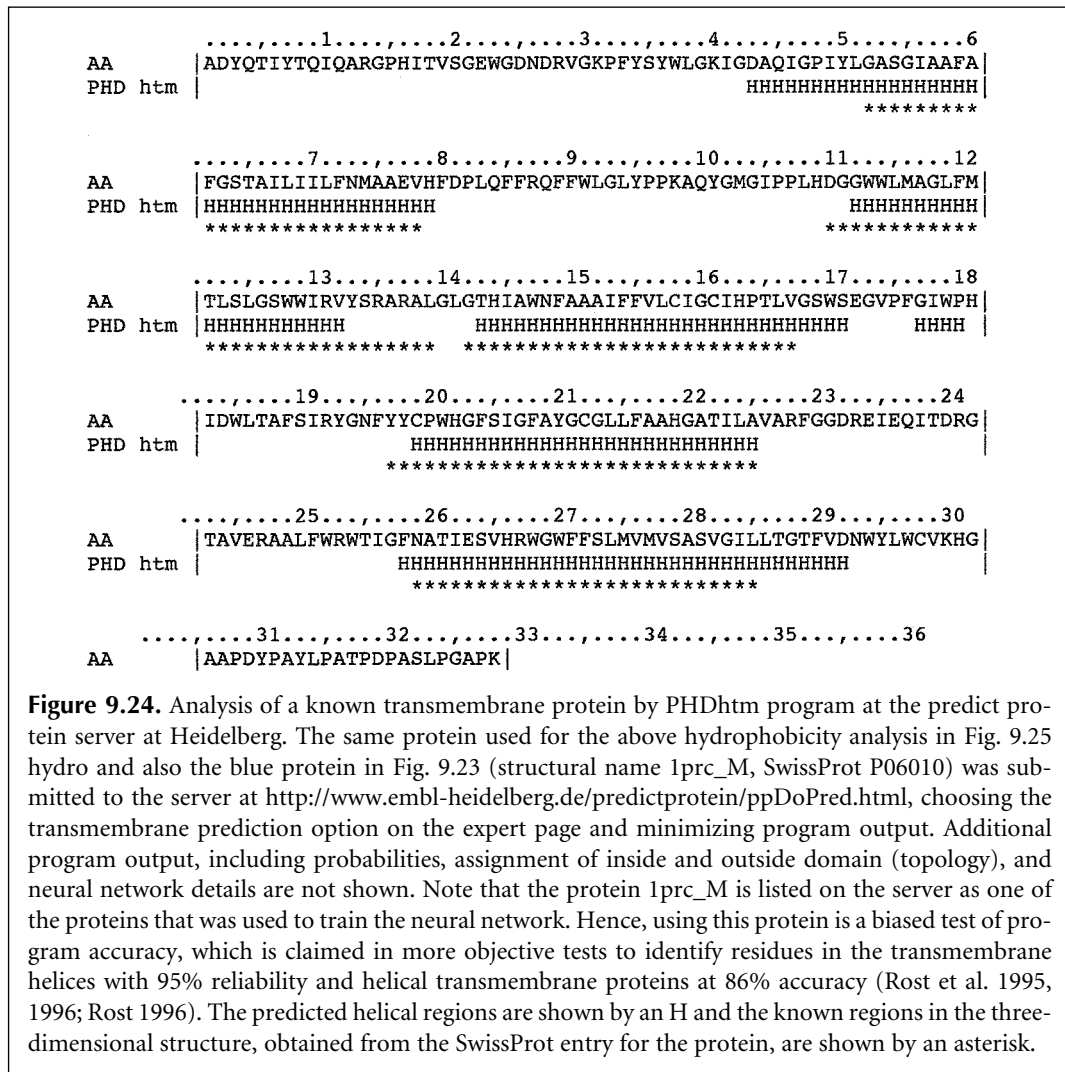 ....,....1....,....2....,....3....,....4....,....5....,....6
AA |ADYQTIYTQIQARGPHITVSGEWGDNDRVGKPFYSYWLGKIGDAQIGPIYLGASGIAAFA|
PHD htm | HHHHHHHHHHHHHHHHHH|
*********
....,....7....,....8....,....9....,....10....,....11....,....12
AA |FGSTAILIILFNMAAEVHFDPLQFFRQFFWLGLYPPKAQYGMGIPPLHDGGWWLMAGLFM|
PHD htm |HHHHHHHHHHHHHHHHHH HHHHHHHHHH|
***************** ************
....,....13....,....14....,....15....,....16....,....17....,....18
AA |TLSLGSWWIRVYSRARALGLGTHIAWNFAAAIFFVLCIGCIHPTLVGSWSEGVPFGIWPH|
PHD htm |HHHHHHHHHHH HHHHHHHHHHHHHHHHHHHHHHHHHHHHH HHHH |
****************** **************************
....,....19....,....20....,....21....,....22....,....23....,....24
AA |IDWLTAFSIRYGNFYYCPWHGFSIGFAYGCGLLFAAHGATILAVARFGGDREIEQITDRG|
PHD htm | HHHHHHHHHHHHHHHHHHHHHHHHHHH |
*****************************
....,....25....,....26....,....27....,....28....,....29....,....30
AA |TAVERAALFWRWTIGFNATIESVHRWGWFFSLMVMVSASVGILLTGTFVDNWYLWCVKHG|
PHD htm | HHHHHHHHHHHHHHHHHHHHHHHHHHHHHHHHHHH |
***************************
....,....31....,....32....,....33....,....34....,....35....,....36
AA |AAPDYPAYLPATPDPASLPGAPK|
Figure 9.24. Analysis of a known transmembrane protein by PHDhtm program at the predict pro-
tein server at Heidelberg. The same protein used for the above hydrophobicity analysis in Fig. 9.25
hydro and also the blue protein in Fig. 9.23 (structural name 1prc_M, SwissProt P06010) was sub-
mitted to the server at http://www.embl-heidelberg.de/predictprotein/ppDoPred.html, choosing the
transmembrane prediction option on the expert page and minimizing program output. Additional
program output, including probabilities, assignment of inside and outside domain (topology), and
neural network details are not shown. Note that the protein 1prc_M is listed on the server as one of
the proteins that was used to train the neural network. Hence, using this protein is a biased test of pro-
gram accuracy, which is claimed in more objective tests to identify residues in the transmembrane
helices with 95% reliability and helical transmembrane proteins at 86% accuracy (Rost et al. 1995,
1996; Rost 1996). The predicted helical regions are shown by an H and the known regions in the three-
dimensional structure, obtained from the SwissProt entry for the protein, are shown by an asterisk.